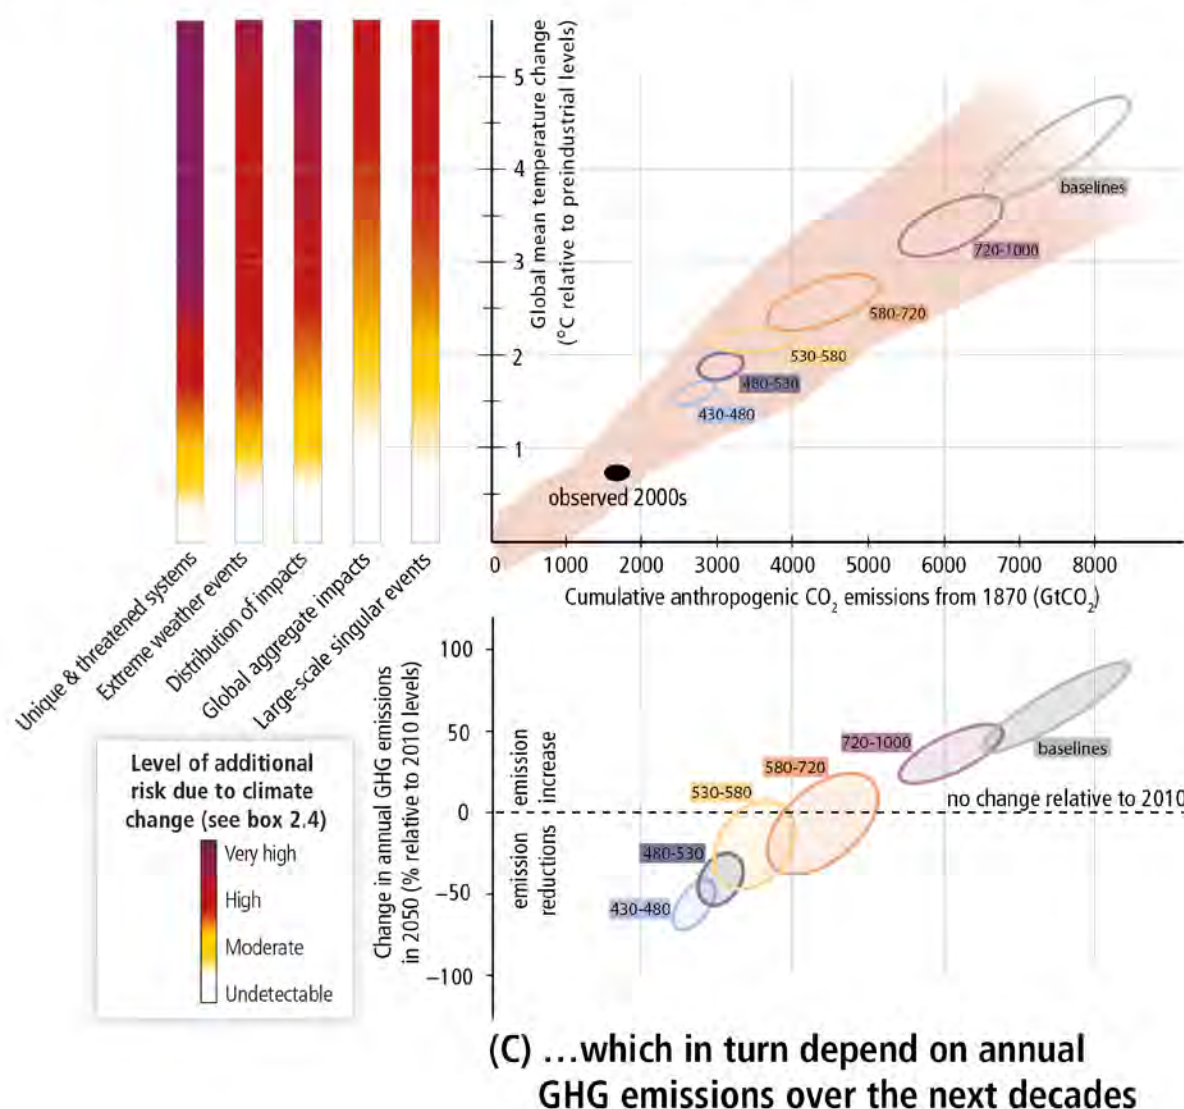 Global mean temperature change
(°C relative to preindustrial levels)
5
4
3
2
1
baselines
720-1000
580-720
530-580
480-530
430-480
observed 2000s
0
1000
2000
3000
4000
5000
6000
7000
8000
Cumulative anthropogenic CO₂ emissions from 1870 (GtCO₂)
Unique & threatened systems
Extreme weather events
Distribution of impacts
Global aggregate impacts
Large-scale singular events
Level of additional
risk due to climate
change (see box 2.4)
Very high
High
Moderate
Undetectable
Change in annual GHG emissions
in 2050 (% relative to 2010 levels)
100
50
0
−50
−100
emission
increase
emission
reductions
720-1000
baselines
580-720
530-580
no change relative to 2010
480-530
430-480
(C) ...which in turn depend on annual
GHG emissions over the next decades